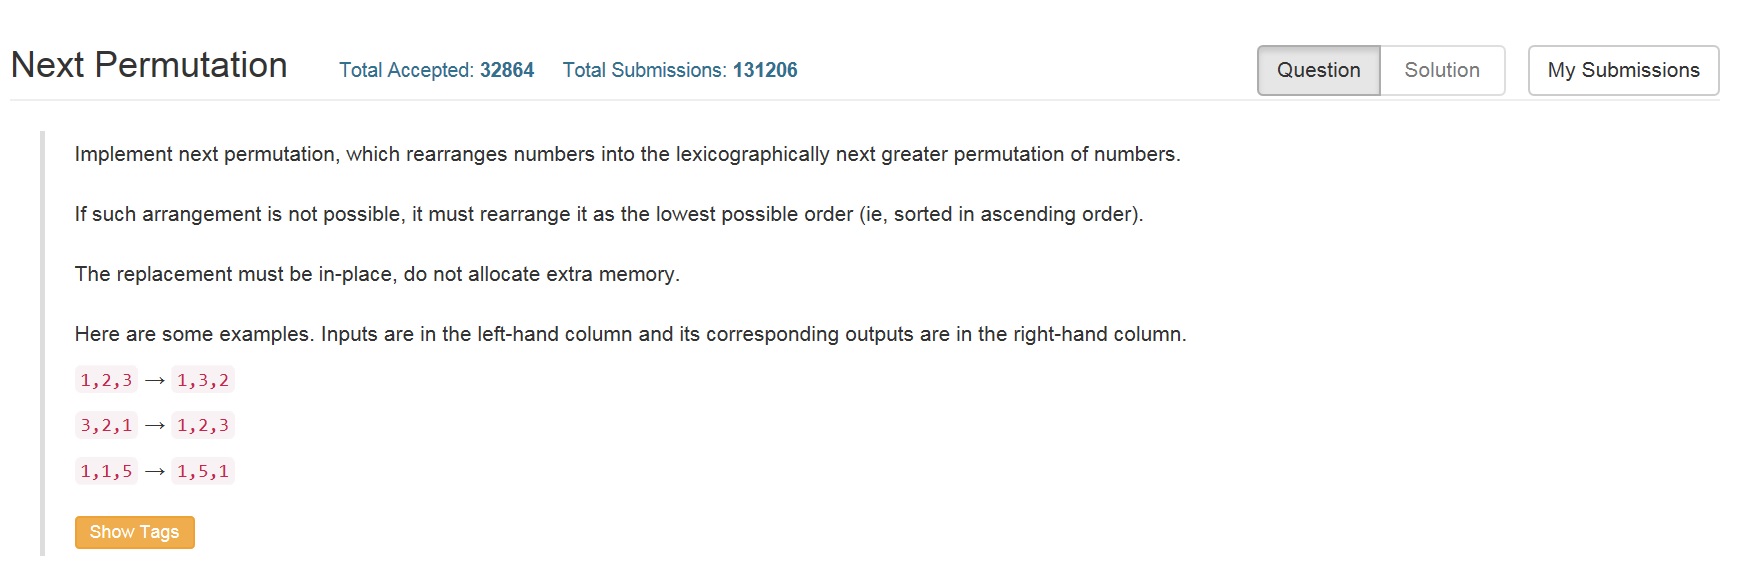 Next Permutation Total Accepted: 32864 Total Submissions: 131206 Question Solution My Submissions
Implement next permutation, which rearranges numbers into the lexicographically next greater permutation of numbers.
If such arrangement is not possible, it must rearrange it as the lowest possible order (ie, sorted in ascending order).
The replacement must be in-place, do not allocate extra memory.
Here are some examples. Inputs are in the left-hand column and its corresponding outputs are in the right-hand column.
1,2,3 → 1,3,2
3,2,1 → 1,2,3
1,1,5 → 1,5,1
Show Tags